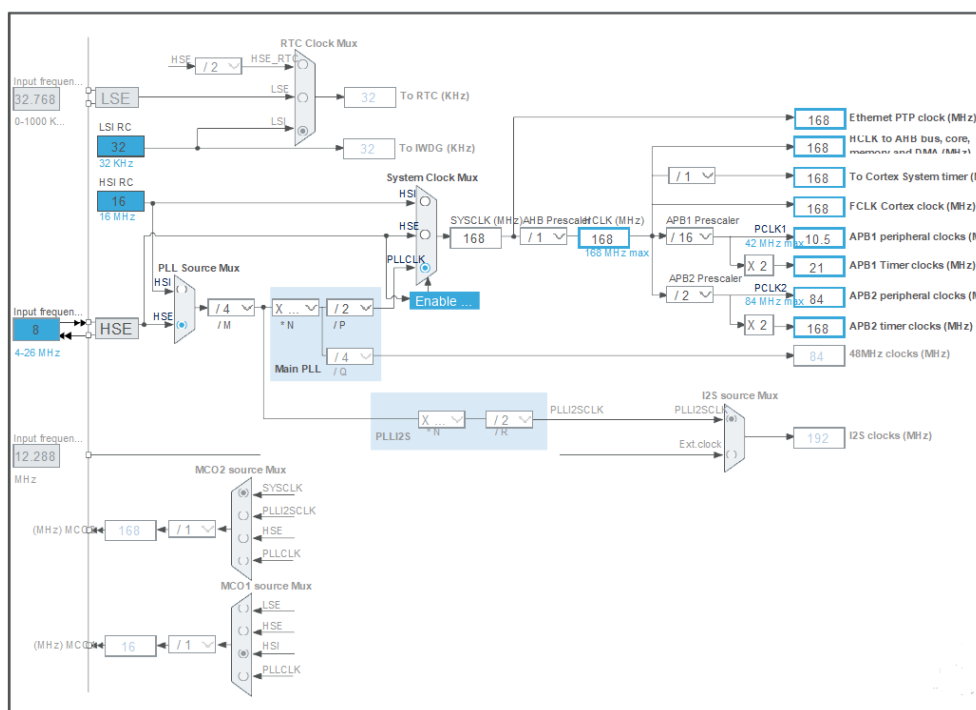 RTC Clock Mux
HSE
/ 2
HSE_RTC
Input frequen...
32.768
0-1000 K...
LSE
LSE
32
To RTC (KHz)
LSI RC
32
32 KHz
LSI
32
To IWDG (KHz)
HSI RC
16
16 MHz
System Clock Mux
HSI
HSE
PLLCLK
Enable ...
SYSCLK (MHz)
168
AHB Prescaler
/ 1
HCLK (MHz)
168
168 MHz max
168
Ethernet PTP clock (MHz)
168
HCLK to AHB bus, core,
memory and DMA (MHz)
/ 1
168
To Cortex System timer (M
168
FCLK Cortex clock (MHz)
APB1 Prescaler
/ 16
PCLK1
42 MHz max
10.5
APB1 peripheral clocks (M
X 2
21
APB1 Timer clocks (MHz)
APB2 Prescaler
/ 2
PCLK2
84 MHz max
84
APB2 peripheral clocks (M
X 2
168
APB2 timer clocks (MHz)
84
48MHz clocks (MHz)
PLL Source Mux
HSI
HSE
Input frequen...
8
4-26 MHz
HSE
/ 4
/ M
X ...
* N
/ 2
/ P
/ 4
/ Q
Main PLL
X ...
* N
/ 2
/ R
PLLI2S
PLLI2SCLK
I2S source Mux
PLLI2SCLK
Ext.clock
192
I2S clocks (MHz)
Input frequen...
12.288
MHz
MCO2 source Mux
SYSCLK
PLLI2SCLK
HSE
PLLCLK
(MHz) MCO
168
/ 1
MCO1 source Mux
LSE
HSE
HSI
PLLCLK
(MHz) MCO
16
/ 1